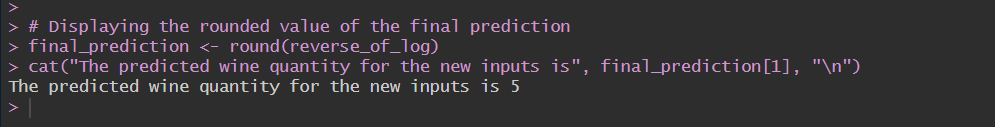 >
> # Displaying the rounded value of the final prediction
> final_prediction <- round(reverse_of_log)
> cat("The predicted wine quantity for the new inputs is", final_prediction[1], "\n")
The predicted wine quantity for the new inputs is 5
>